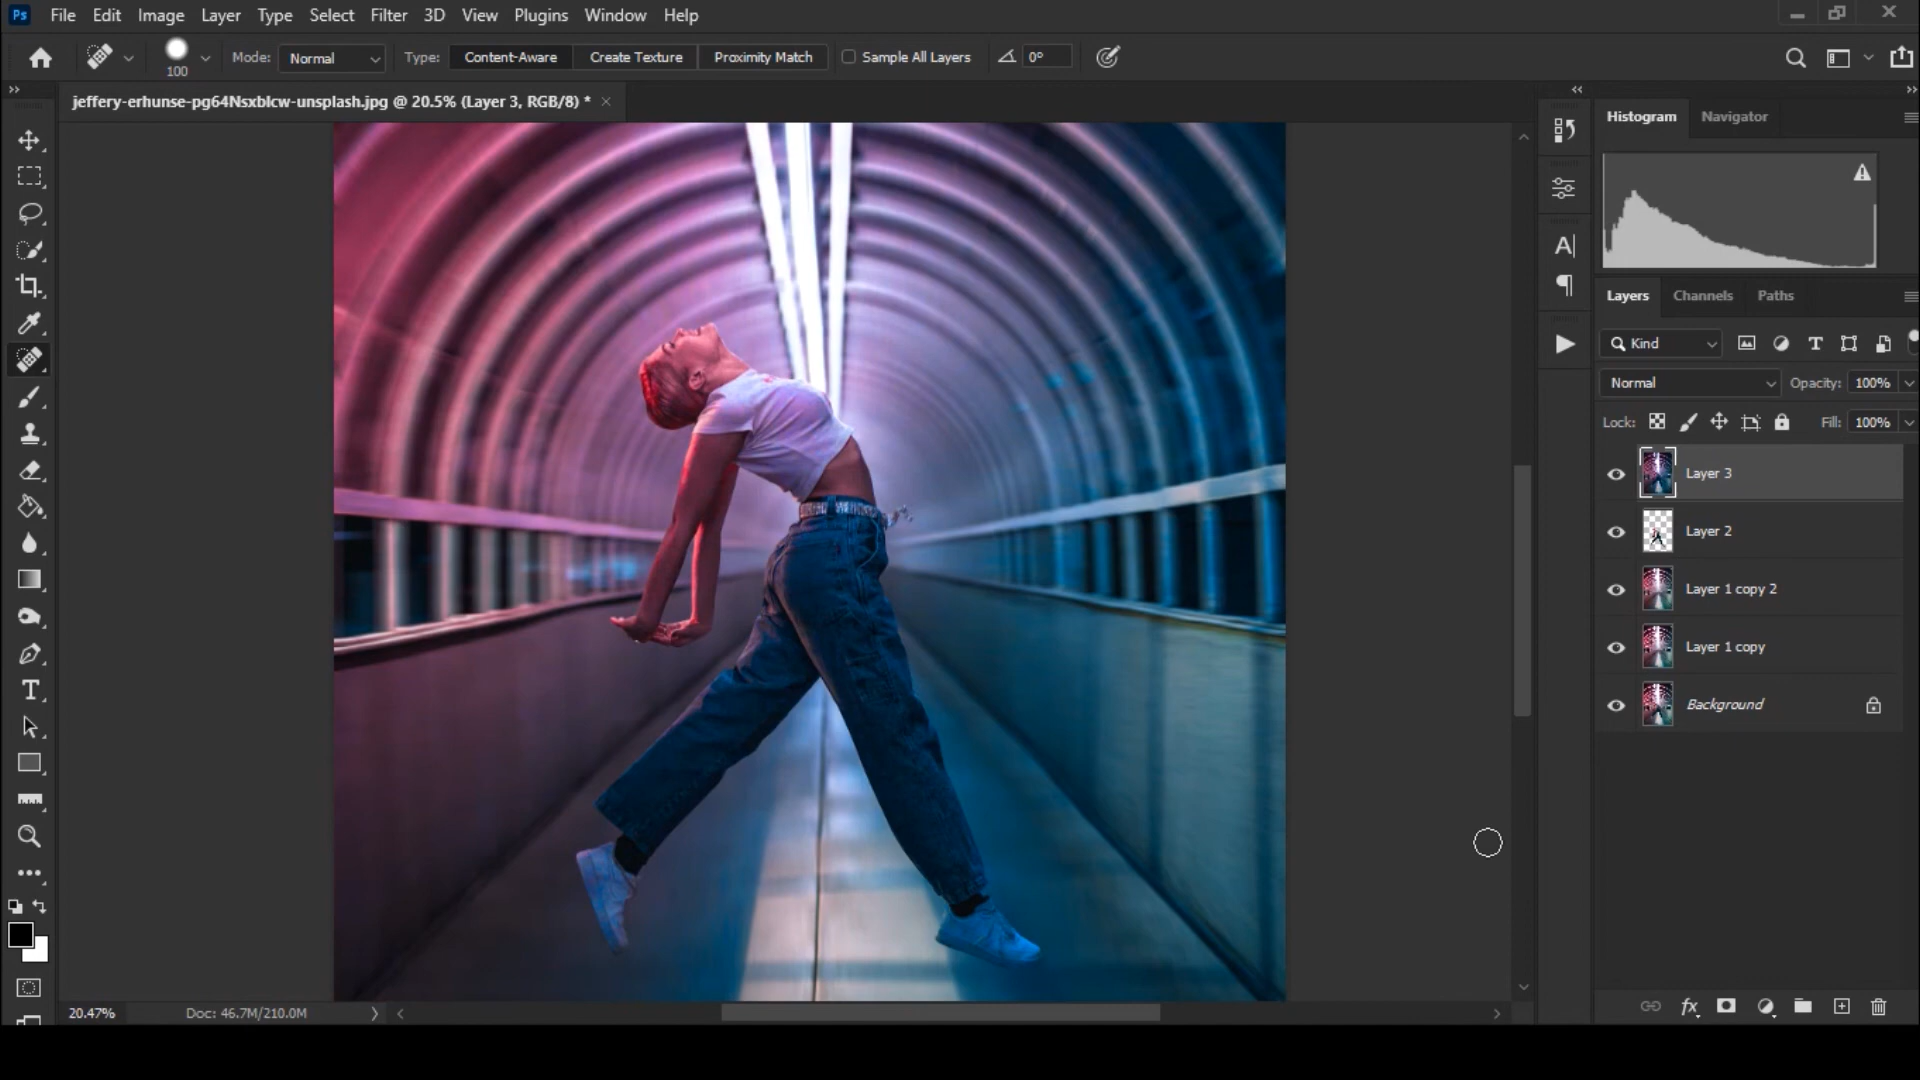 Ps File Edit Image Layer Type Select Filter 3D View Plugins Window Help
100 Mode: Normal Type: Content-Aware Create Texture Proximity Match Sample All Layers 0°
jeffery-erhunse-pg64Nsxblcw-unsplash.jpg @ 20.5% (Layer 3, RGB/8) *
Histogram Navigator
Layers Channels Paths
Kind
Normal Opacity: 100%
Lock: Fill: 100%
Layer 3
Layer 2
Layer 1 copy 2
Layer 1 copy
Background
20.47% Doc: 46.7M/210.0M